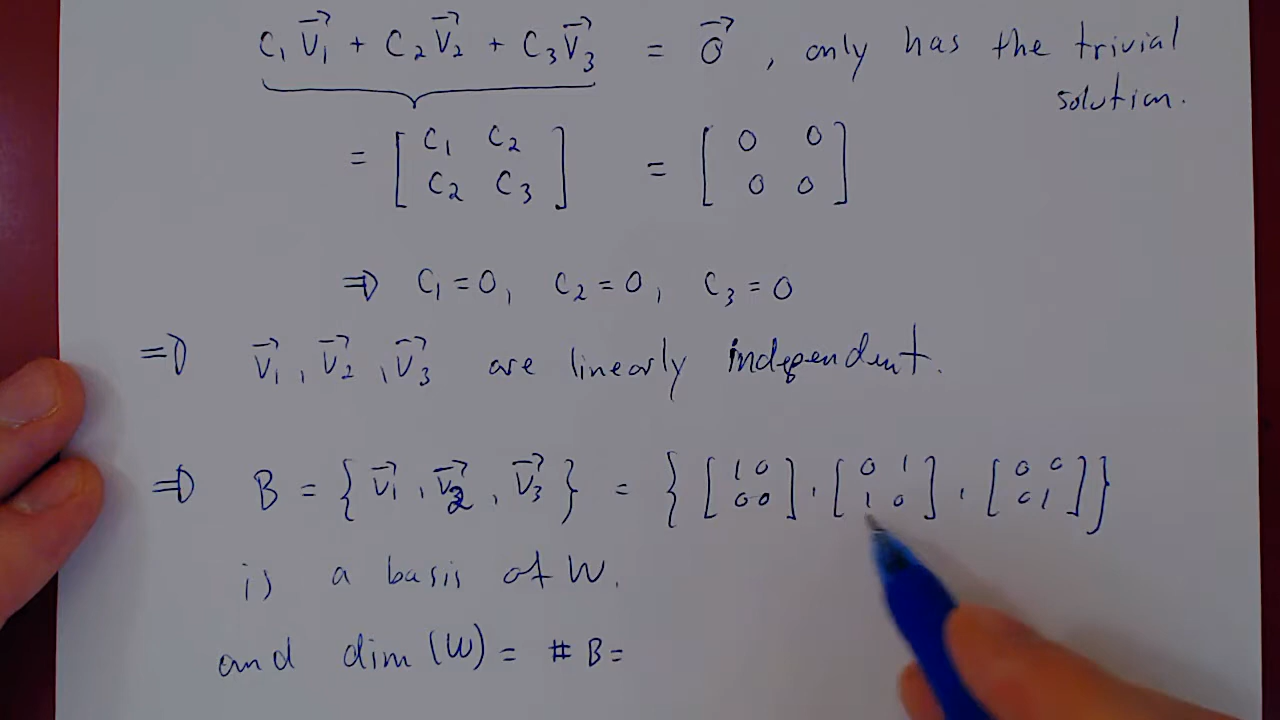 C₁v⃗₁ + C₂v⃗₂ + C₃v⃗₃ = 0⃗ , only has the trivial
solution.
= [ C₁ C₂ ; C₂ C₃ ] = [ 0 0 ; 0 0 ]
⇒ C₁ = 0, C₂ = 0, C₃ = 0
⇒ v⃗₁, v⃗₂, v⃗₃ are linearly independent.
⇒ B = { v⃗₁, v⃗₂, v⃗₃ } = { [ 1 0 ; 0 0 ], [ 0 1 ; 1 0 ], [ 0 0 ; 0 1 ] }
is a basis of W.
and dim (W) = # B =